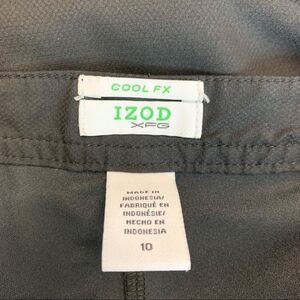 COOL FX
IZOD
XFG
MADE IN
INDONESIA/
FABRIQUÉ EN
INDONÉSIE/
HECHO EN
INDONESIA
10